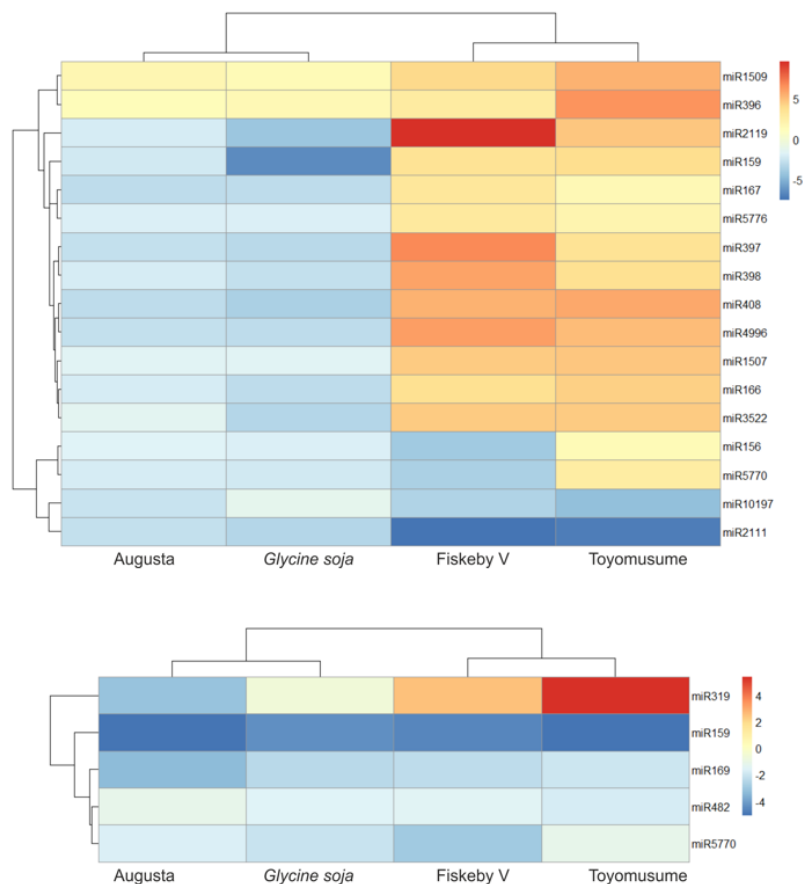 miR1509
miR396
miR2119
miR159
miR167
miR5776
miR397
miR398
miR408
miR4996
miR1507
miR166
miR3522
miR156
miR5770
miR10197
miR2111
5
0
-5
Augusta Glycine soja Fiskeby V Toyomusume
miR319
miR159
miR169
miR482
miR5770
4
2
0
-2
-4
Augusta Glycine soja Fiskeby V Toyomusume